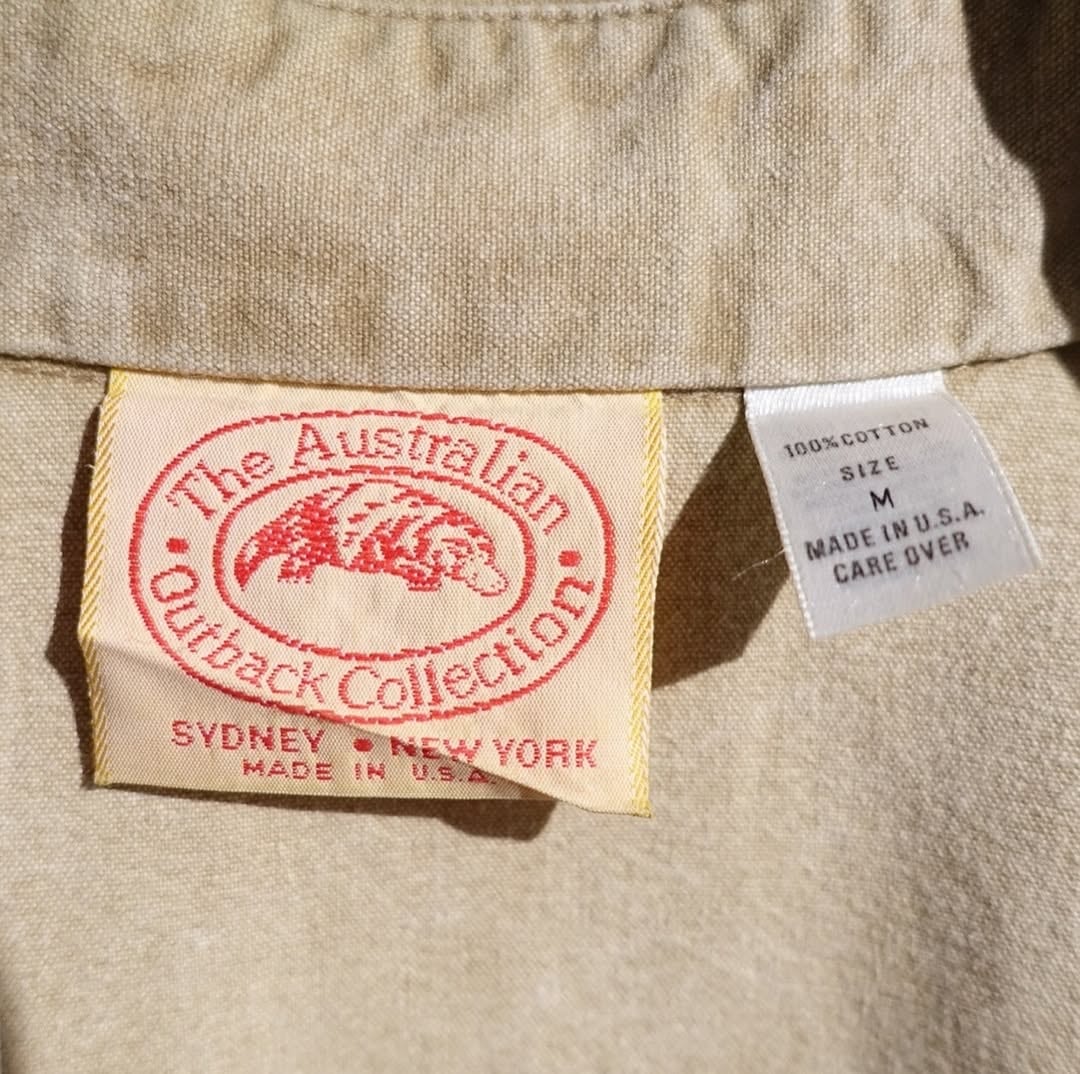 The Australian
Outback Collection
SYDNEY • NEW YORK
MADE IN U.S.A.
100% COTTON
SIZE
M
MADE IN U.S.A.
CARE OVER